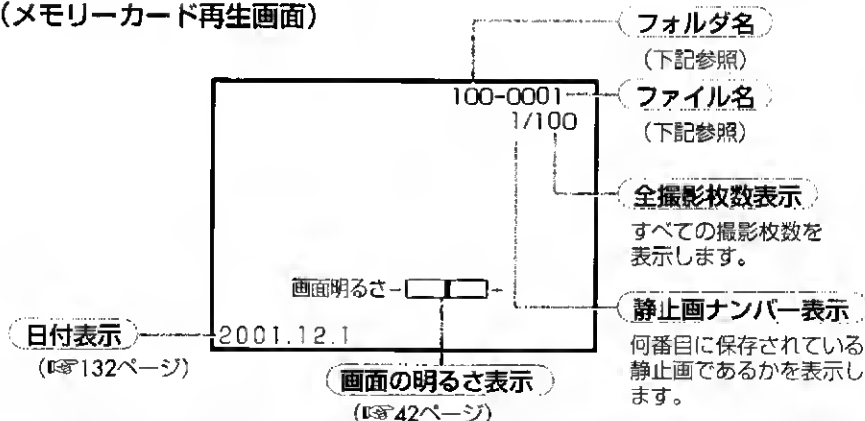 (メモリーカード再生画面)
フォルダ名
(下記参照)
100-0001
ファイル名
(下記参照)
1/100
全撮影枚数表示
すべての撮影枚数を
表示します。
画面明るさ
静止画ナンバー表示
何番目に保存されている
静止画であるかを表示し
ます。
日付表示
(☞132ページ)
2001.12.1
画面の明るさ表示
(☞42ページ)